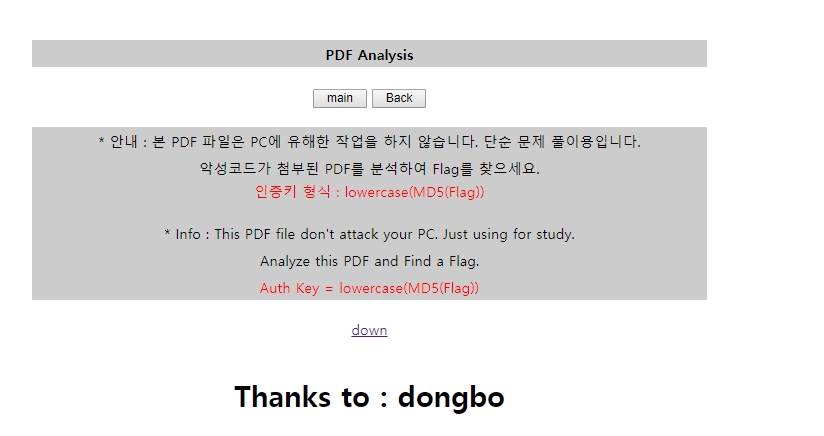 PDF Analysis
main Back
* 안내 : 본 PDF 파일은 PC에 유해한 작업을 하지 않습니다. 단순 문제 풀이용입니다.
악성코드가 첨부된 PDF를 분석하여 Flag를 찾으세요.
인증키 형식 : lowercase(MD5(Flag))
* Info : This PDF file don't attack your PC. Just using for study.
Analyze this PDF and Find a Flag.
Auth Key = lowercase(MD5(Flag))
down
Thanks to : dongbo